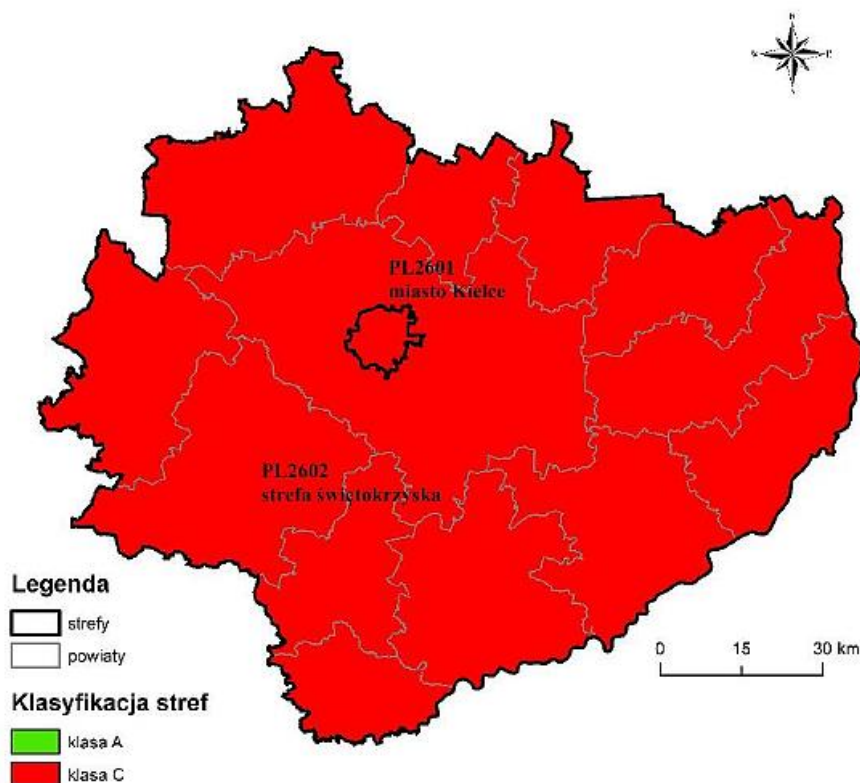 N
E
S
PL2601
miasto Kielce
PL2602
strefa świętokrzyska
Legenda
strefy
powiaty
0 15 30 km
Klasyfikacja stref
klasa A
klasa C